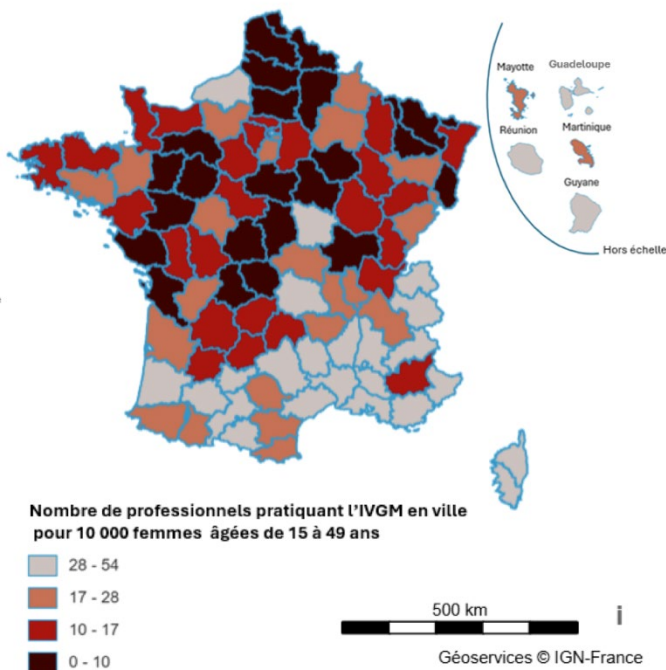 Mayotte
Guadeloupe
Réunion
Martinique
Guyane
Hors échelle
Nombre de professionnels pratiquant l’IVGM en ville
pour 10 000 femmes âgées de 15 à 49 ans
28 - 54
17 - 28
10 - 17
0 - 10
500 km
i
Géoservices © IGN-France